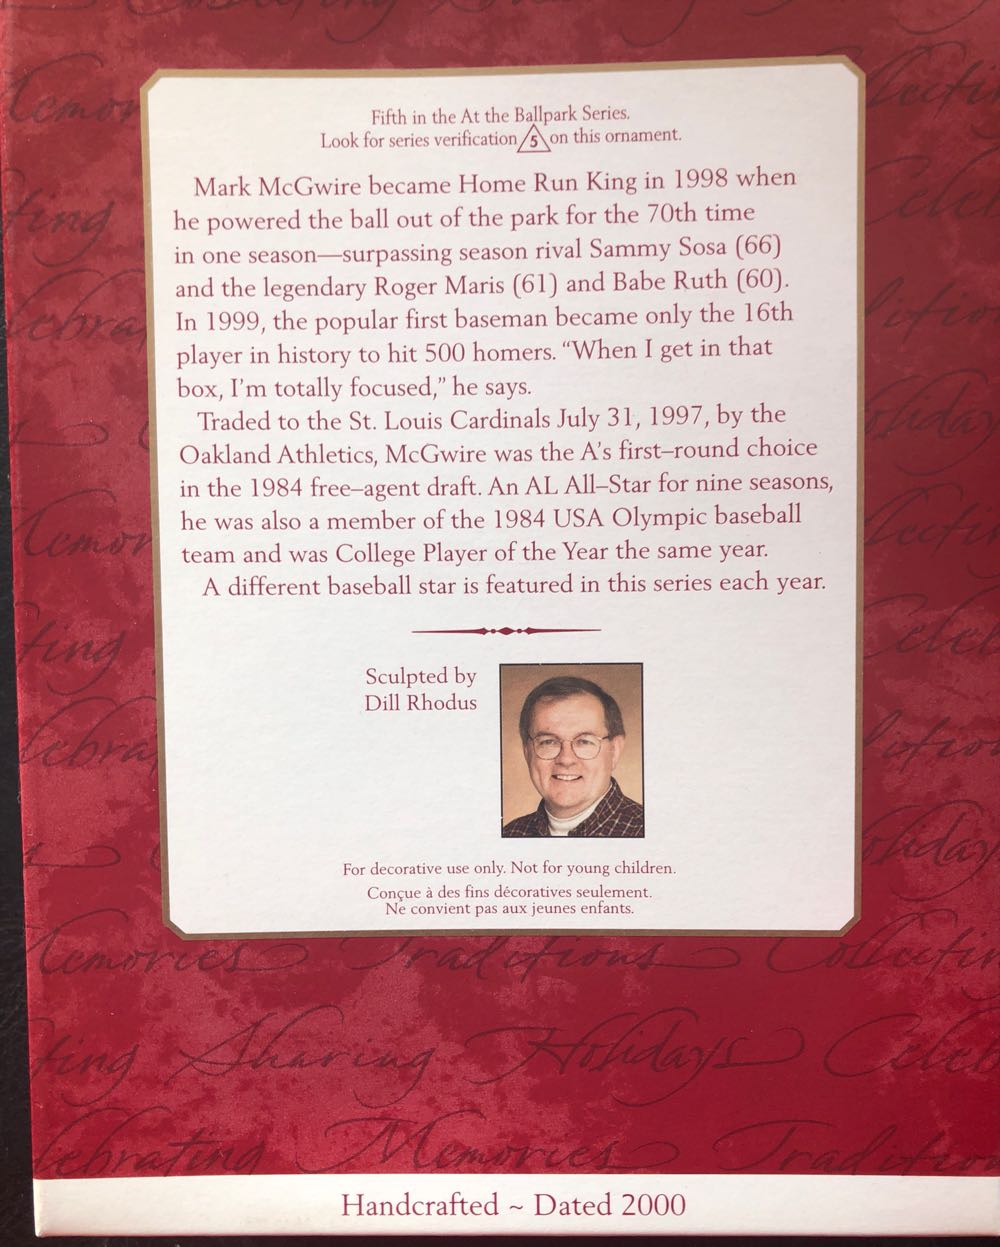 Fifth in the At the Ballpark Series.
Look for series verification 5 on this ornament.
Mark McGwire became Home Run King in 1998 when
he powered the ball out of the park for the 70th time
in one season—surpassing season rival Sammy Sosa (66)
and the legendary Roger Maris (61) and Babe Ruth (60).
In 1999, the popular first baseman became only the 16th
player in history to hit 500 homers. “When I get in that
box, I'm totally focused,” he says.
Traded to the St. Louis Cardinals July 31, 1997, by the
Oakland Athletics, McGwire was the A's first–round choice
in the 1984 free–agent draft. An AL All–Star for nine seasons,
he was also a member of the 1984 USA Olympic baseball
team and was College Player of the Year the same year.
A different baseball star is featured in this series each year.
Sculpted by
Dill Rhodus
For decorative use only. Not for young children.
Conçue à des fins décoratives seulement.
Ne convient pas aux jeunes enfants.
Memories Traditions
Sharing Holidays
Memories
Handcrafted ~ Dated 2000